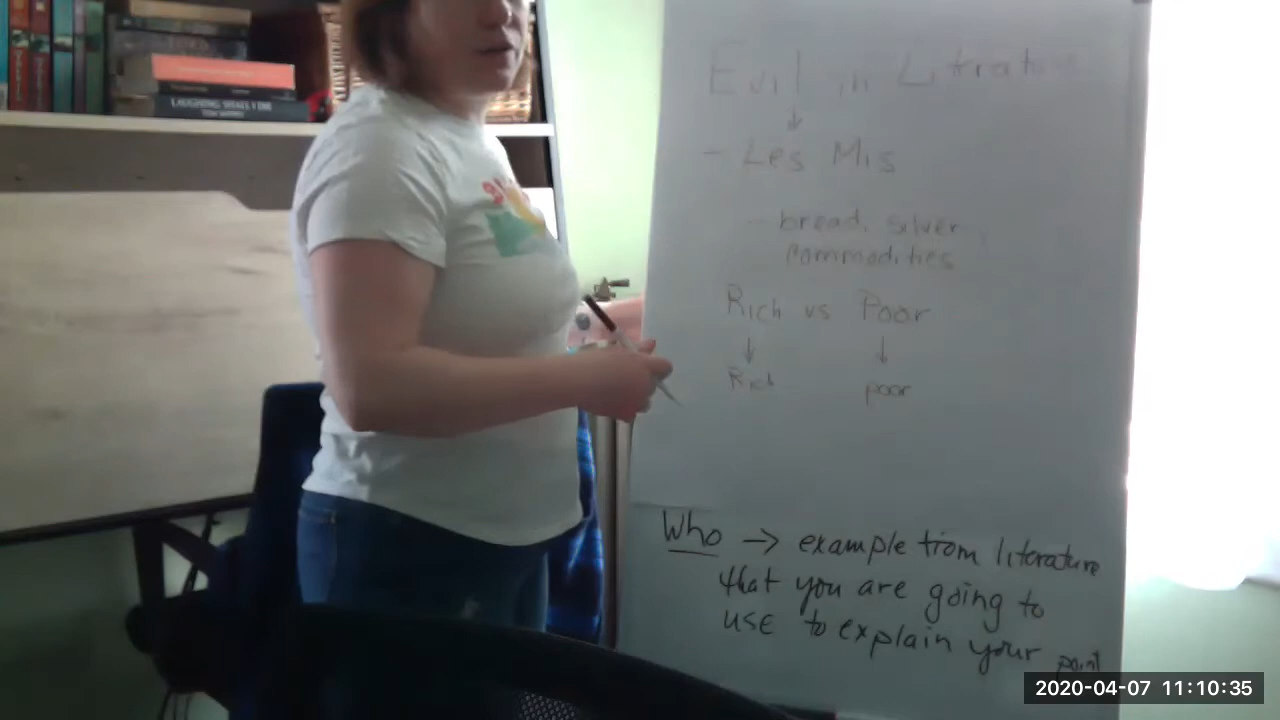 LAUGHING SHALL I DIE
Evil in Litrature
- Les Mis
- bread, silver
commodities
Rich vs Poor
Rich poor
Who → example from literature
that you are going to
use to explain your point
2020-04-07 11:10:35